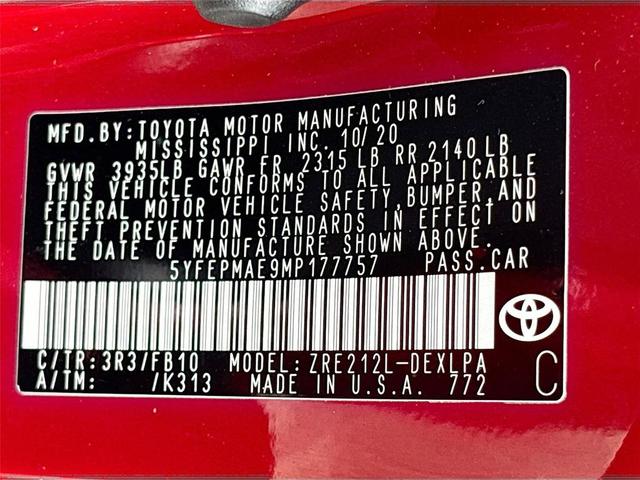 MFD. BY: TOYOTA MOTOR MANUFACTURING
MISSISSIPPI INC. 10/20
GVWR 3935LB GAWR FR 2315 LB RR 2140 LB
THIS VEHICLE CONFORMS TO ALL APPLICABLE
FEDERAL MOTOR VEHICLE SAFETY, BUMPER, AND
THEFT PREVENTION STANDARDS IN EFFECT ON
THE DATE OF MANUFACTURE SHOWN ABOVE.
5YFEPMAE9MP177757 PASS. CAR
C/TR: 3R3/FB10 MODEL: ZRE212L-DEXLPA
A/TM: /K313 MADE IN U.S.A. 772 C